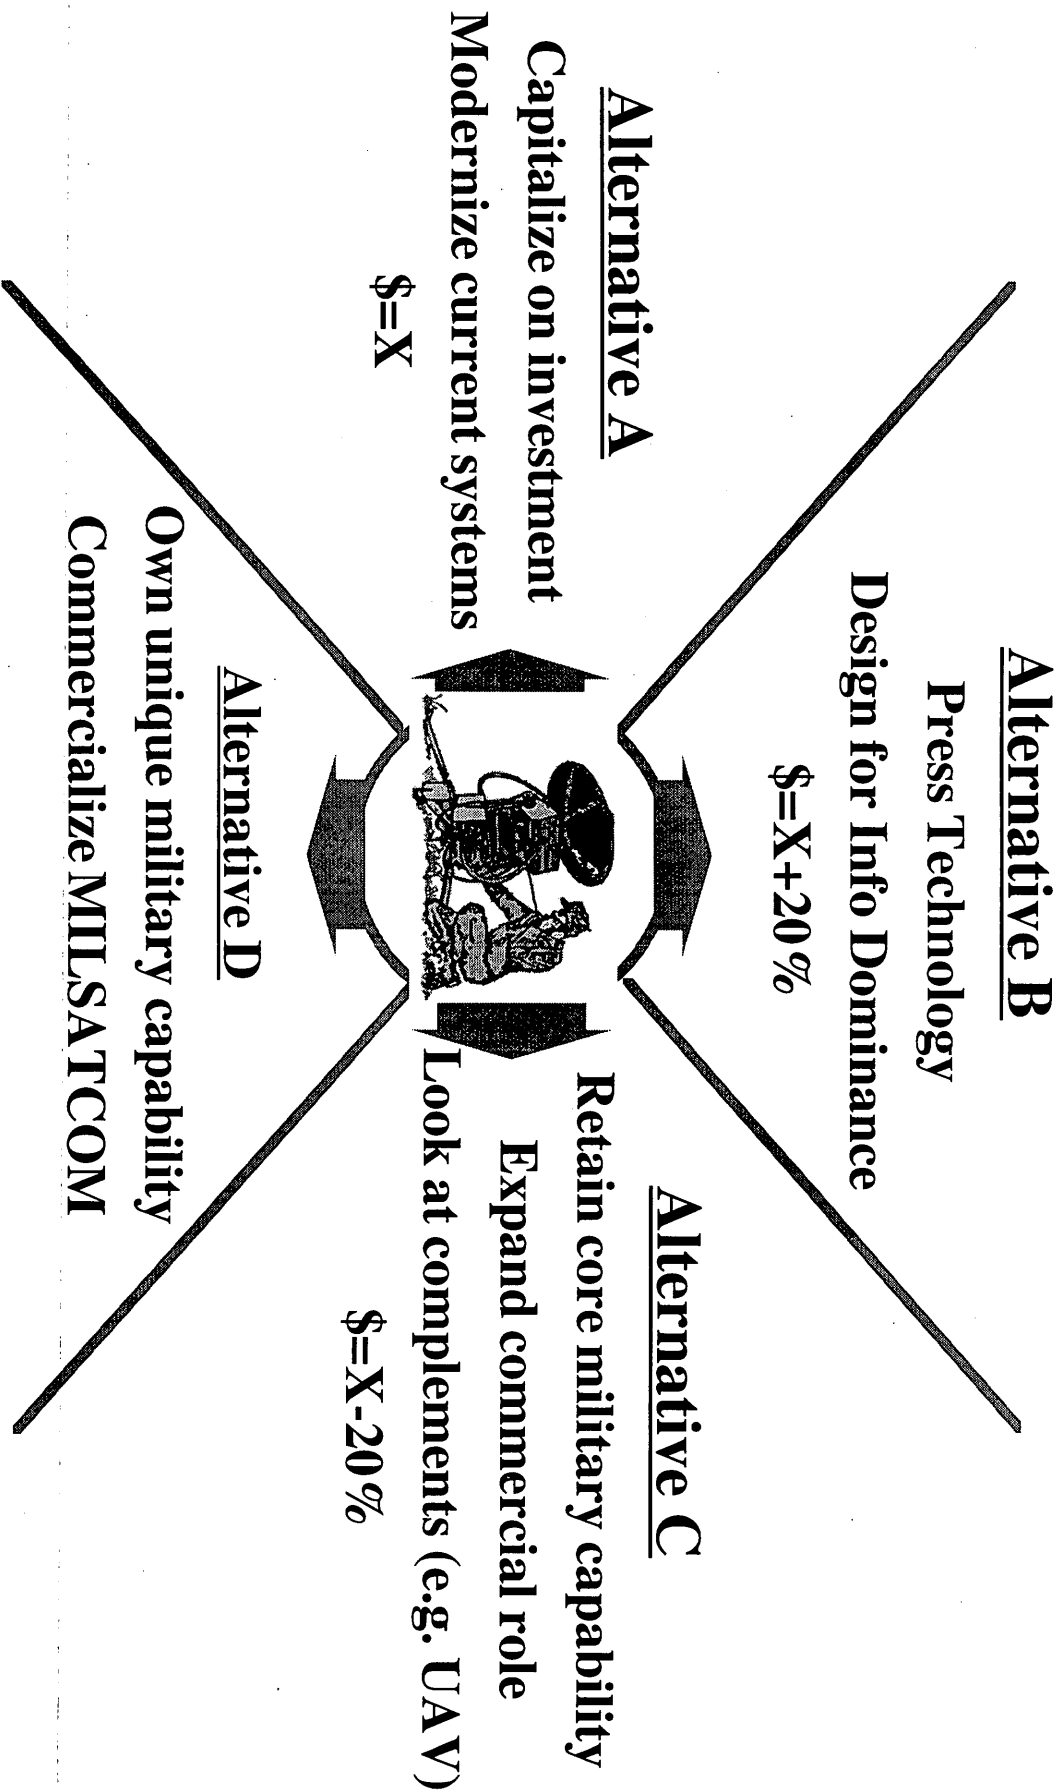 Alternative B
Press Technology
Design for Info Dominance
$=X+20%
Alternative A
Capitalize on investment
Modernize current systems
$=X
Alternative C
Retain core military capability
Expand commercial role
Look at complements (e.g. UAV)
$=X-20%
Alternative D
Own unique military capability
Commercialize MILSATCOM